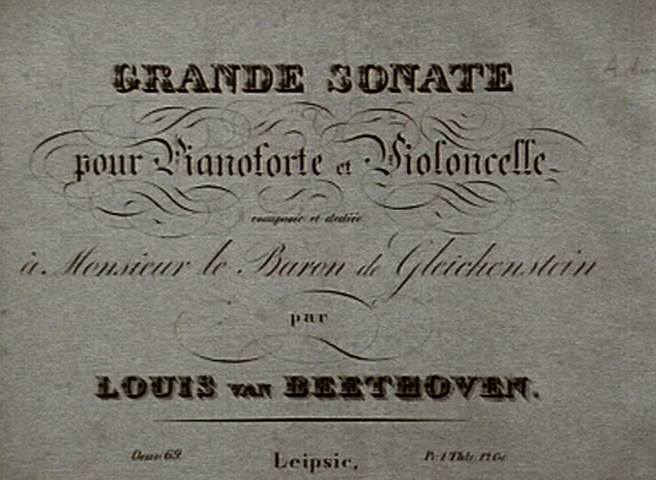 GRANDE SONATE
pour Pianoforte et Violoncelle
composée et dediée
à Monsieur le Baron de Gleichenstein
par
LOUIS van BEETHOVEN.
Oeuv. 69.
Leipsic,
Pr. 1 Thlr. 12 Gr.